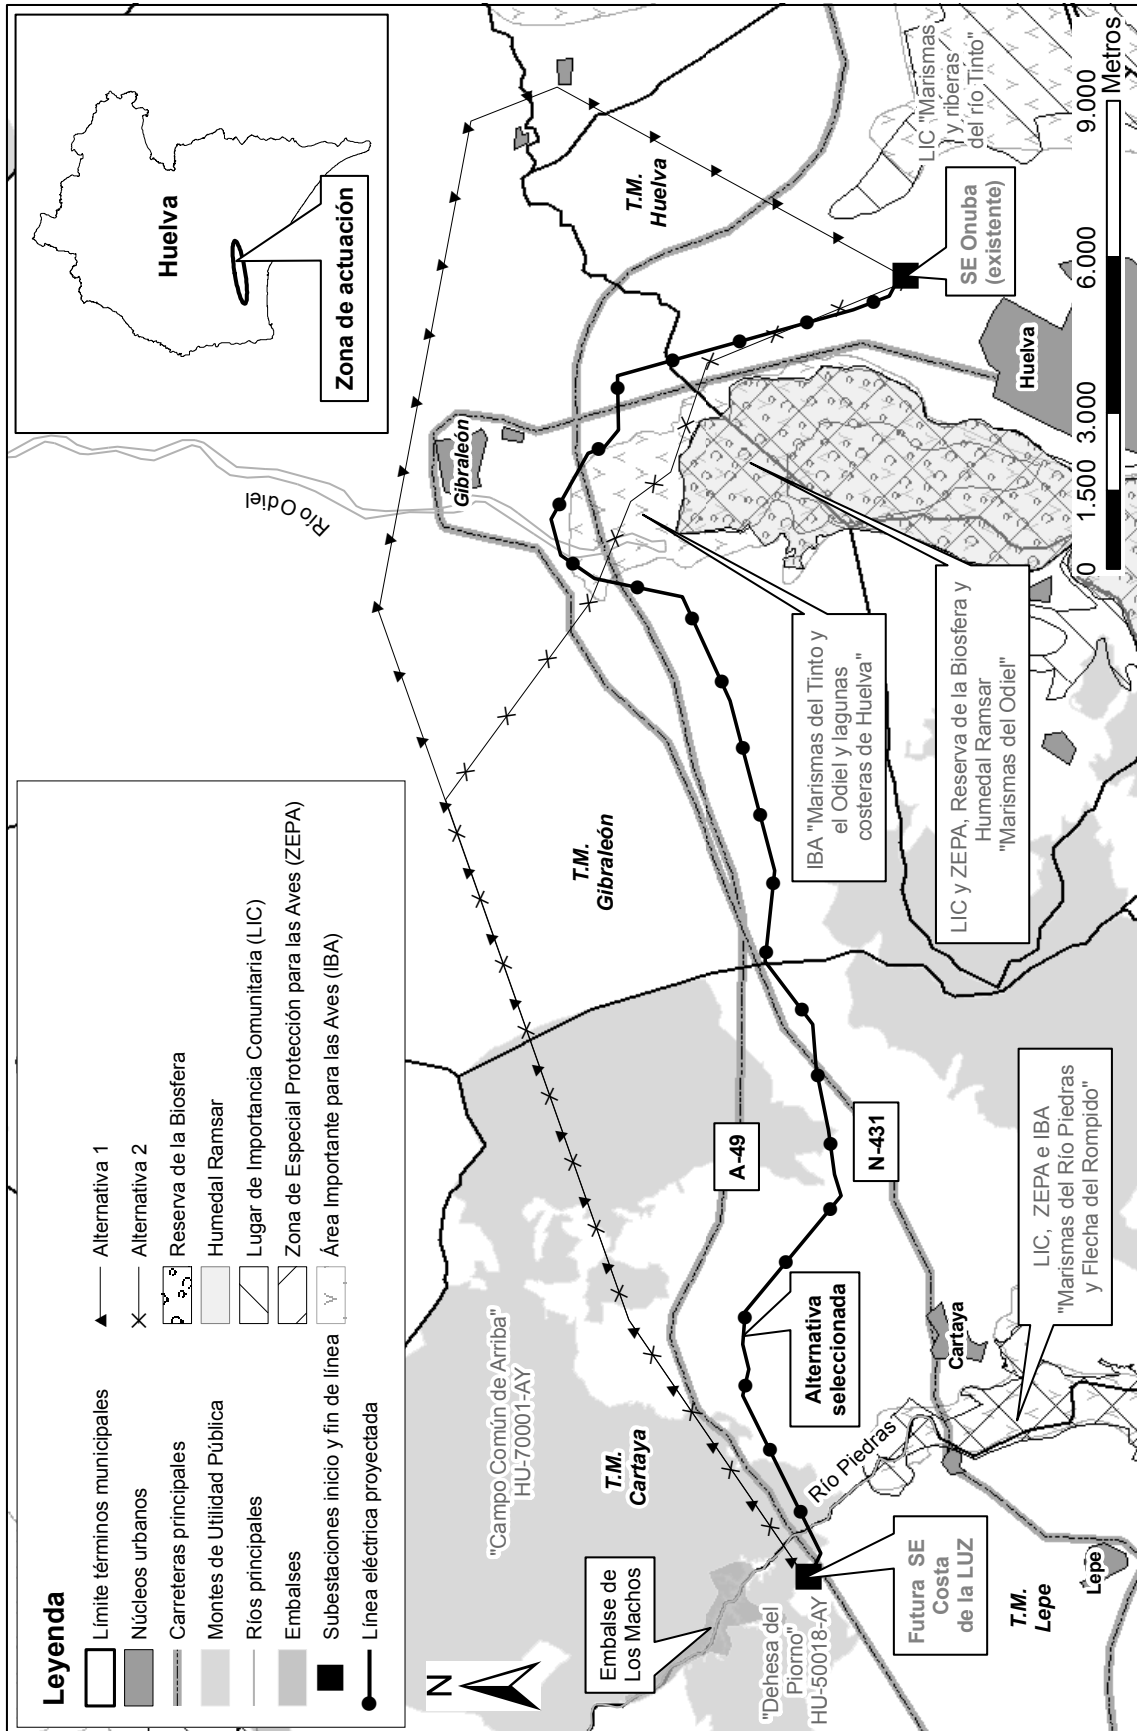 Leyenda
Límite términos municipales
Núcleos urbanos
Carreteras principales
Montes de Utilidad Pública
Ríos principales
Embalses
Subestaciones inicio y fin de línea
Línea eléctrica proyectada
Alternativa 1
Alternativa 2
Reserva de la Biosfera
Humedal Ramsar
Lugar de Importancia Comunitaria (LIC)
Zona de Especial Protección para las Aves (ZEPA)
Área Importante para las Aves (IBA)
Huelva
Zona de actuación
N
Río Odiel
Gibraleón
T.M.
Huelva
T.M.
Gibraleón
"Campo Común de Arriba"
HU-70001-AY
T.M.
Cartaya
A-49
N-431
Alternativa
seleccionada
Embalse de
Los Machos
"Dehesa del
Piorno"
HU-50018-AY
Río Piedras
Futura SE
Costa
de la LUZ
T.M.
Lepe
Lepe
Cartaya
LIC, ZEPA e IBA
"Marismas del Río Piedras
y Flecha del Rompido"
IBA "Marismas del Tinto y
el Odiel y lagunas
costeras de Huelva"
LIC y ZEPA, Reserva de la Biosfera y
Humedal Ramsar
"Marismas del Odiel"
SE Onuba
(existente)
LIC "Marismas
y riberas
del río Tinto"
Huelva
0 1.500 3.000 6.000 9.000
Metros